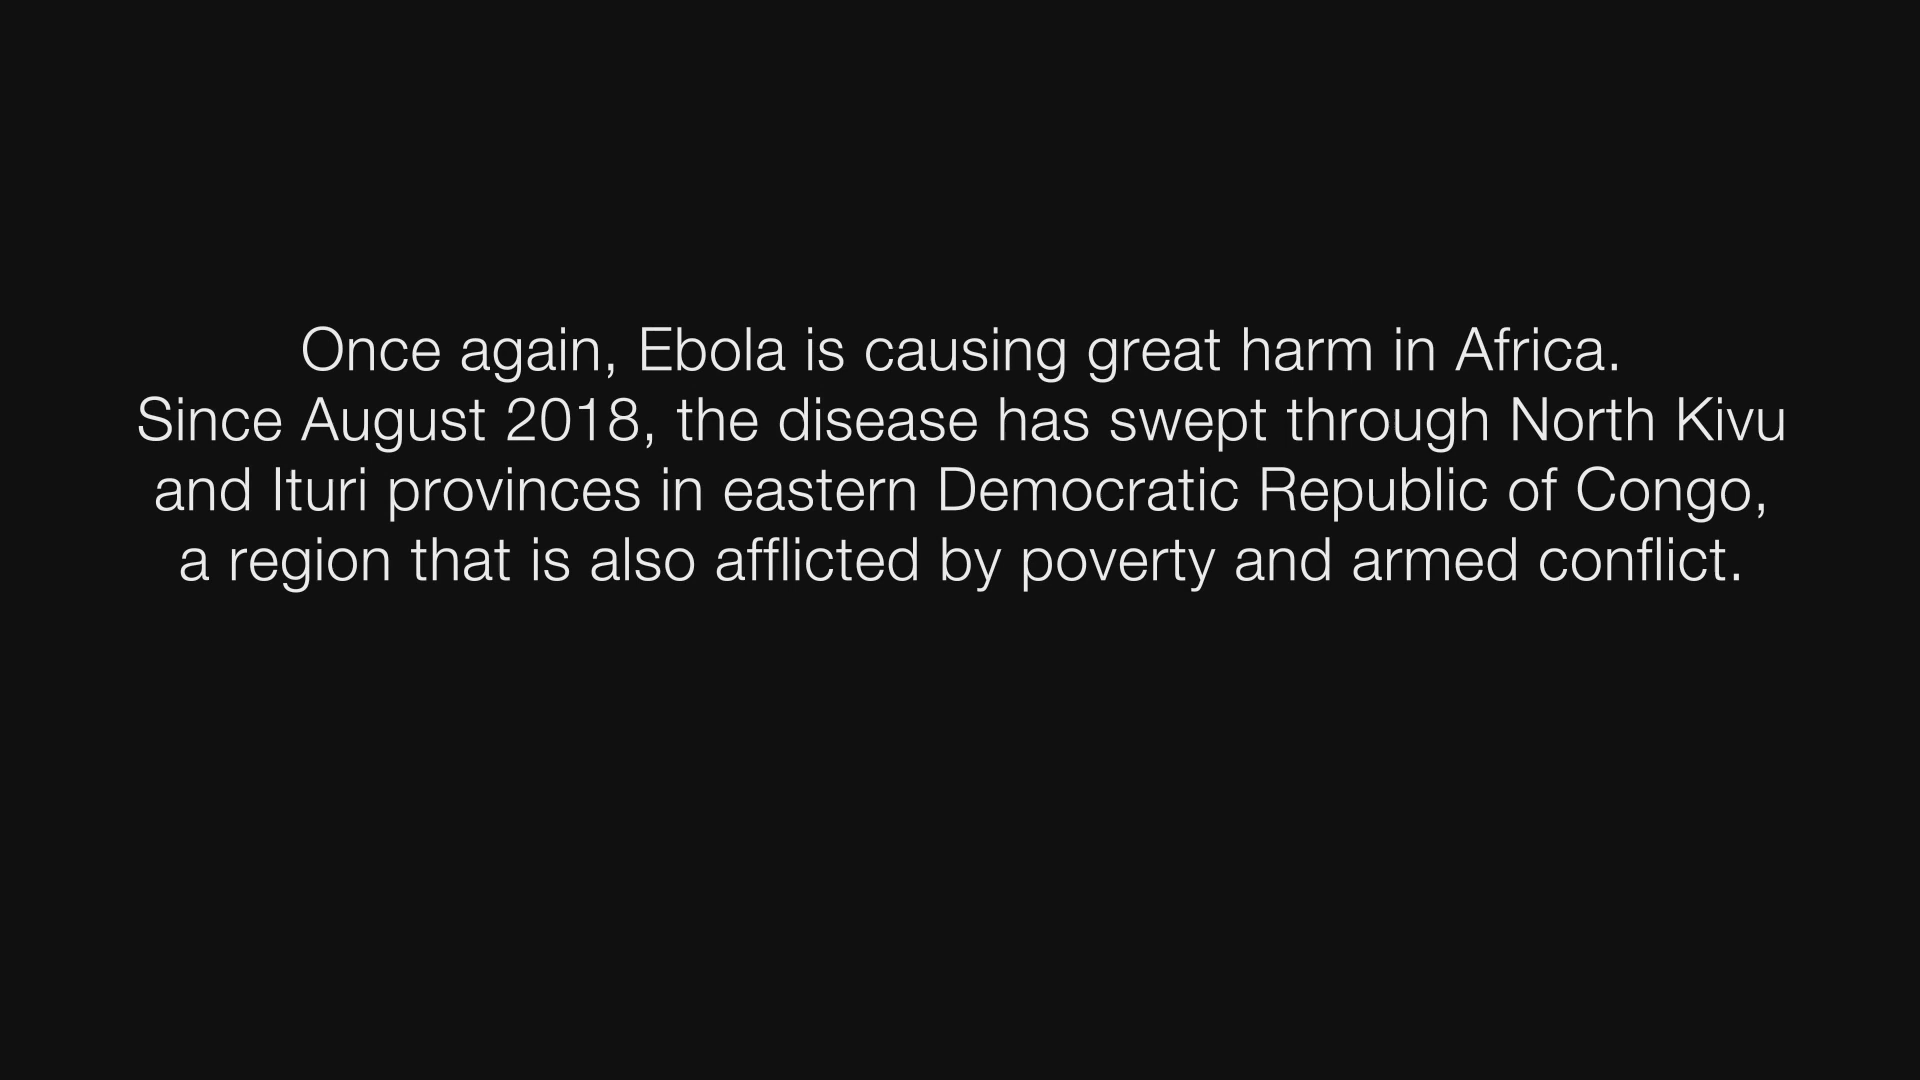 Once again, Ebola is causing great harm in Africa.
Since August 2018, the disease has swept through North Kivu
and Ituri provinces in eastern Democratic Republic of Congo,
a region that is also afflicted by poverty and armed conflict.